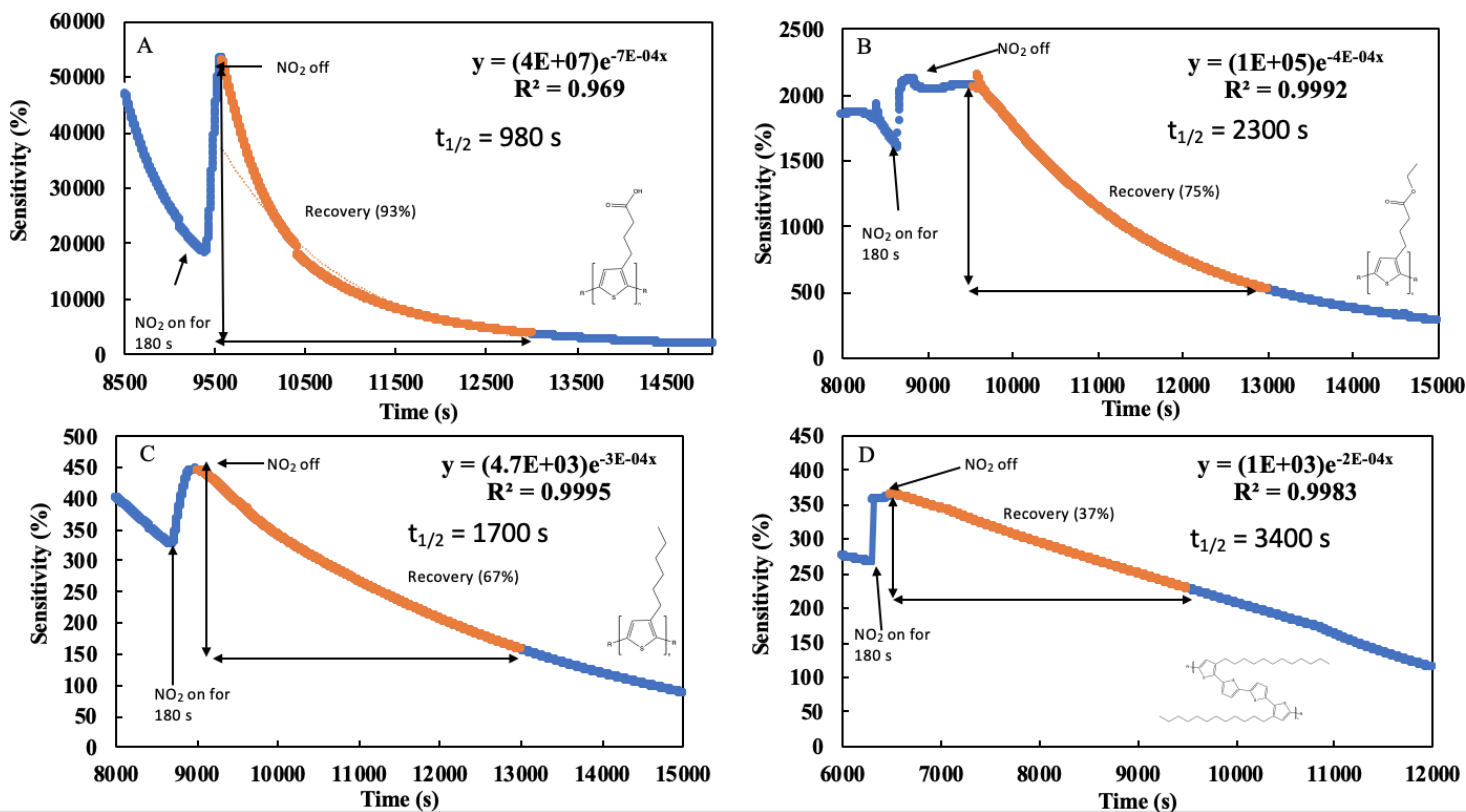 A
NO2 off
y = (4E+07)e-7E-04x
R² = 0.969
t1/2 = 980 s
Recovery (93%)
NO2 on for
180 s
OH
O
S
R
R
n
Sensitivity (%)
60000
50000
40000
30000
20000
10000
0
8500 9500 10500 11500 12500 13500 14500
Time (s)
B
NO2 off
y = (1E+05)e-4E-04x
R² = 0.9992
t1/2 = 2300 s
Recovery (75%)
NO2 on for
180 s
O
O
S
R
R
Sensitivity (%)
2500
2000
1500
1000
500
0
8000 9000 10000 11000 12000 13000 14000 15000
Time (s)
C
NO2 off
y = (4.7E+03)e-3E-04x
R² = 0.9995
t1/2 = 1700 s
Recovery (67%)
NO2 on for
180 s
S
R
R
Sensitivity (%)
500
450
400
350
300
250
200
150
100
50
0
8000 9000 10000 11000 12000 13000 14000 15000
Time (s)
D
NO2 off
y = (1E+03)e-2E-04x
R² = 0.9983
t1/2 = 3400 s
Recovery (37%)
NO2 on for
180 s
Sensitivity (%)
450
400
350
300
250
200
150
100
50
0
6000 7000 8000 9000 10000 11000 12000
Time (s)